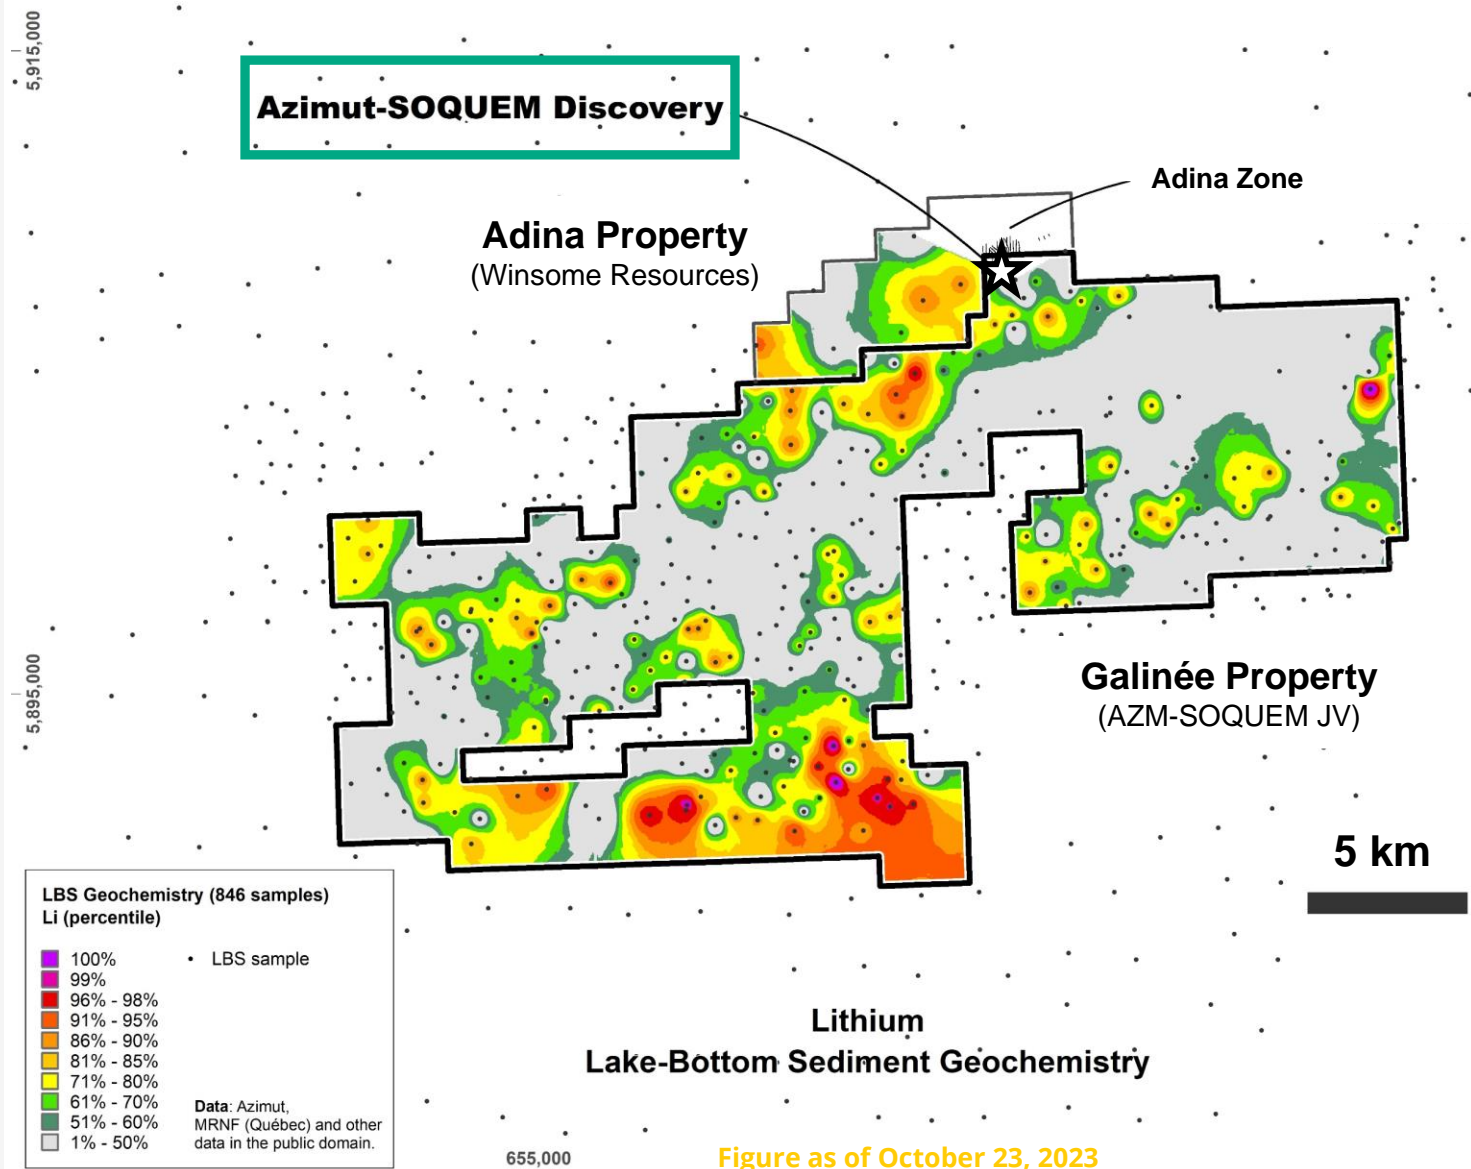 5,915,000
Azimut-SOQUEM Discovery
Adina Zone
Adina Property
(Winsome Resources)
5,895,000
Galinée Property
(AZM-SOQUEM JV)
5 km
LBS Geochemistry (846 samples)
Li (percentile)
100%
LBS sample
99%
96% - 98%
91% - 95%
86% - 90%
81% - 85%
71% - 80%
61% - 70%
51% - 60%
1% - 50%
Data: Azimut,
MRNF (Québec) and other
data in the public domain.
Lithium
Lake-Bottom Sediment Geochemistry
655,000
Figure as of October 23, 2023